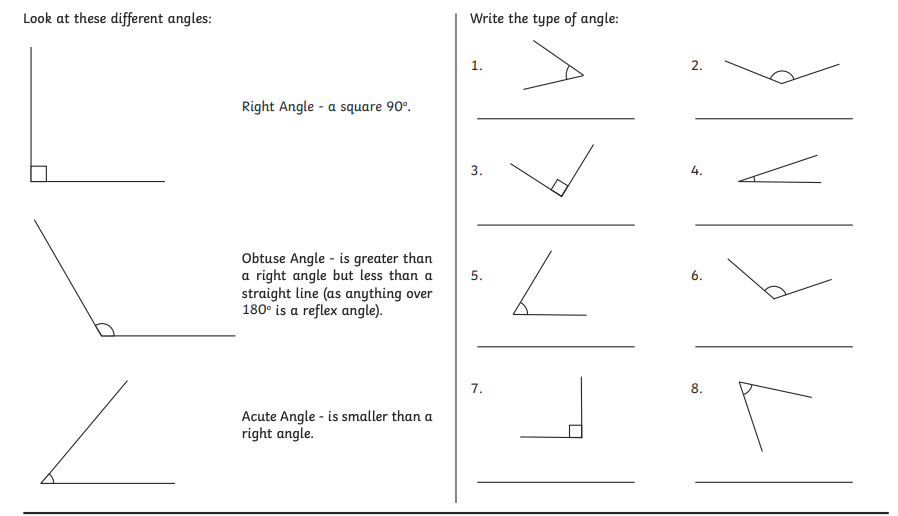 Look at these different angles:
Right Angle - a square 90º.
Obtuse Angle - is greater than
a right angle but less than a
straight line (as anything over
180º is a reflex angle).
Acute Angle - is smaller than a
right angle.
Write the type of angle:
1.
2.
3.
4.
5.
6.
7.
8.